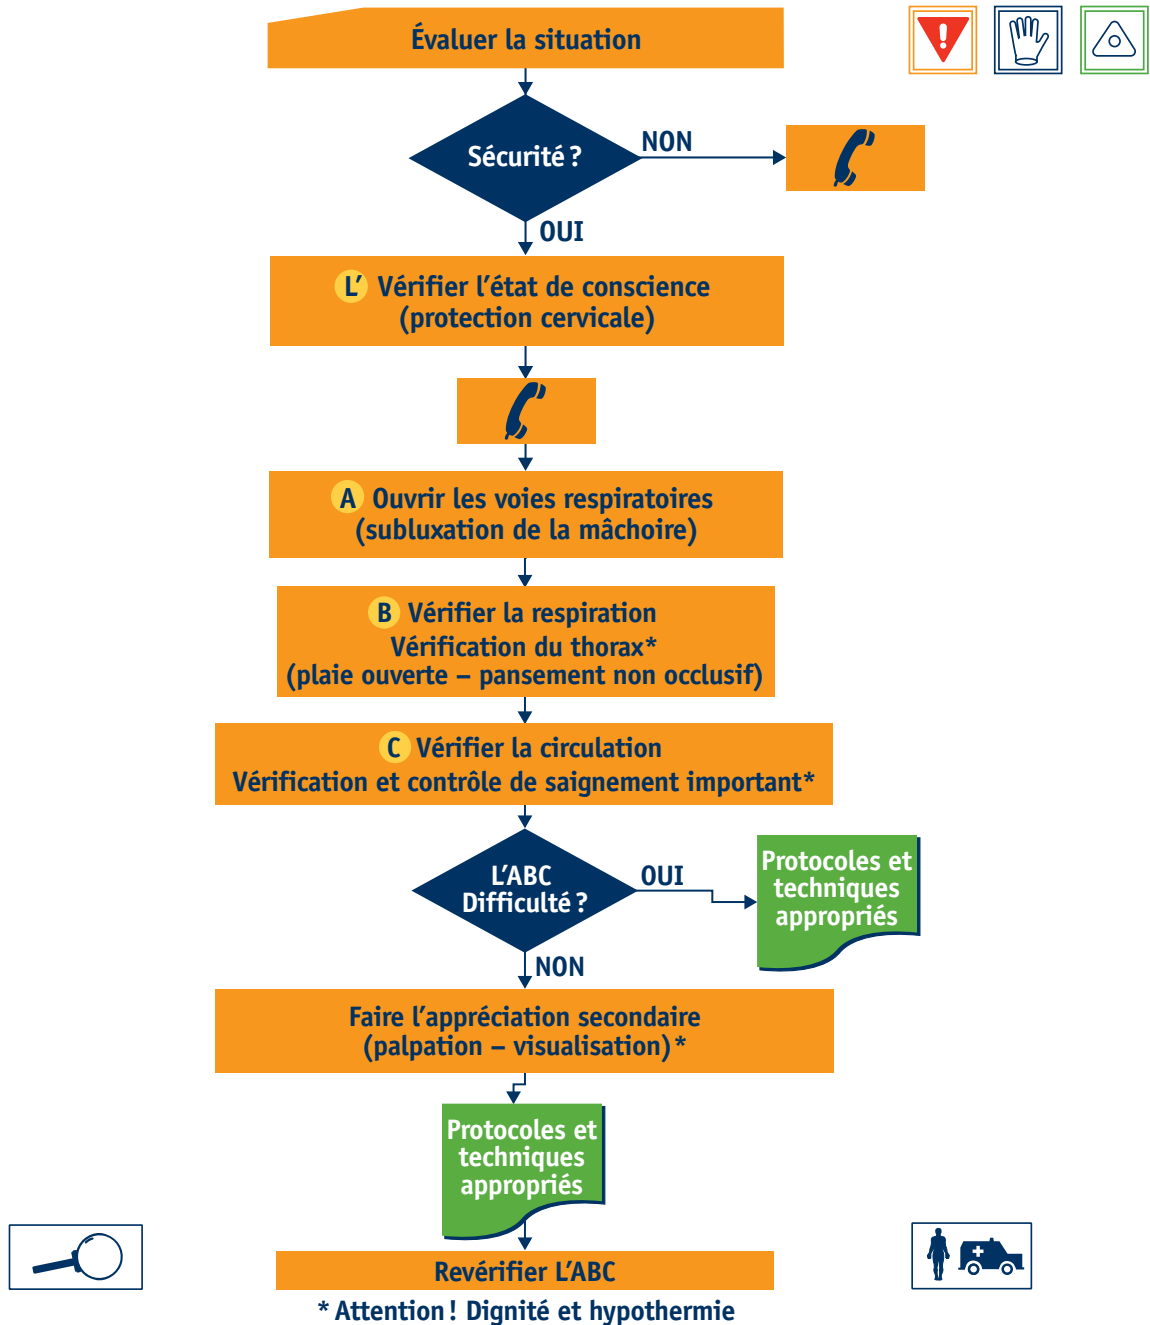 Évaluer la situation
Sécurité ?
NON
OUI
L’ Vérifier l’état de conscience
(protection cervicale)
A Ouvrir les voies respiratoires
(subluxation de la mâchoire)
B Vérifier la respiration
Vérification du thorax*
(plaie ouverte – pansement non occlusif)
C Vérifier la circulation
Vérification et contrôle de saignement important*
L’ABC
Difficulté ?
OUI
Protocoles et
techniques
appropriés
NON
Faire l’appréciation secondaire
(palpation – visualisation)*
Protocoles et
techniques
appropriés
Revérifier L’ABC
* Attention ! Dignité et hypothermie